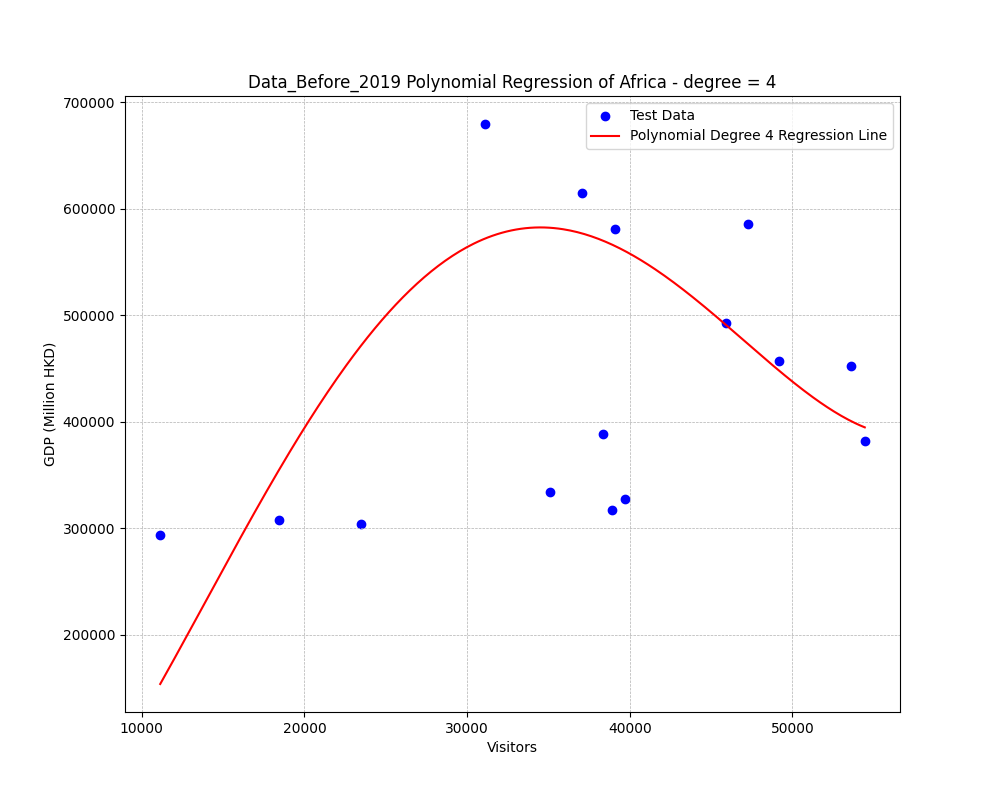 Data_Before_2019 Polynomial Regression of Africa - degree = 4
700000
600000
500000
400000
300000
200000
GDP (Million HKD)
Test Data
Polynomial Degree 4 Regression Line
10000 20000 30000 40000 50000
Visitors